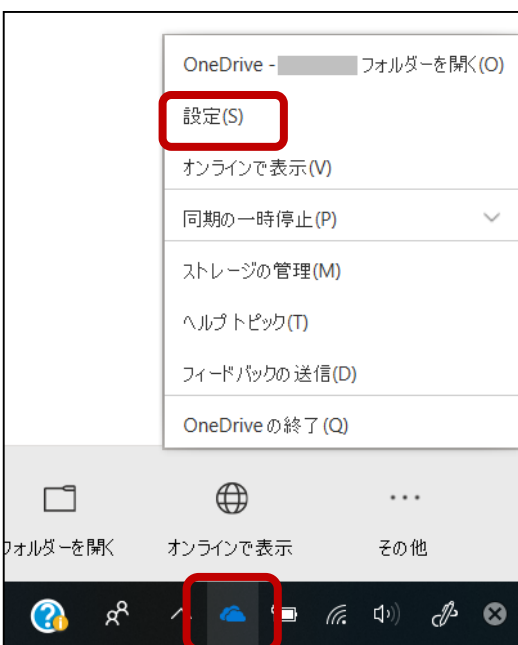 OneDrive - フォルダーを開く(O)
設定(S)
オンラインで表示(V)
同期の一時停止(P)
ストレージの管理(M)
ヘルプ トピック(T)
フィードバックの送信(D)
OneDrive の終了(Q)
フォルダーを開く オンラインで表示 その他